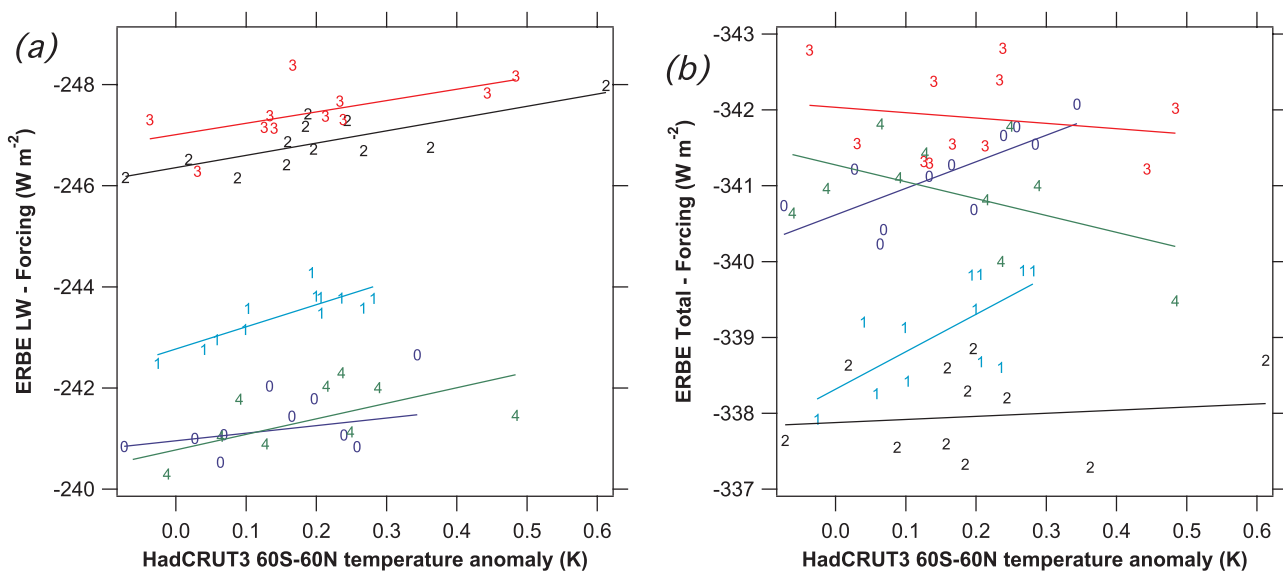 (a)
ERBE LW - Forcing (W m-2)
-248
-246
-244
-242
-240
0.0 0.1 0.2 0.3 0.4 0.5 0.6
HadCRUT3 60S-60N temperature anomaly (K)
(b)
ERBE Total - Forcing (W m-2)
-343
-342
-341
-340
-339
-338
-337
0.0 0.1 0.2 0.3 0.4 0.5 0.6
HadCRUT3 60S-60N temperature anomaly (K)